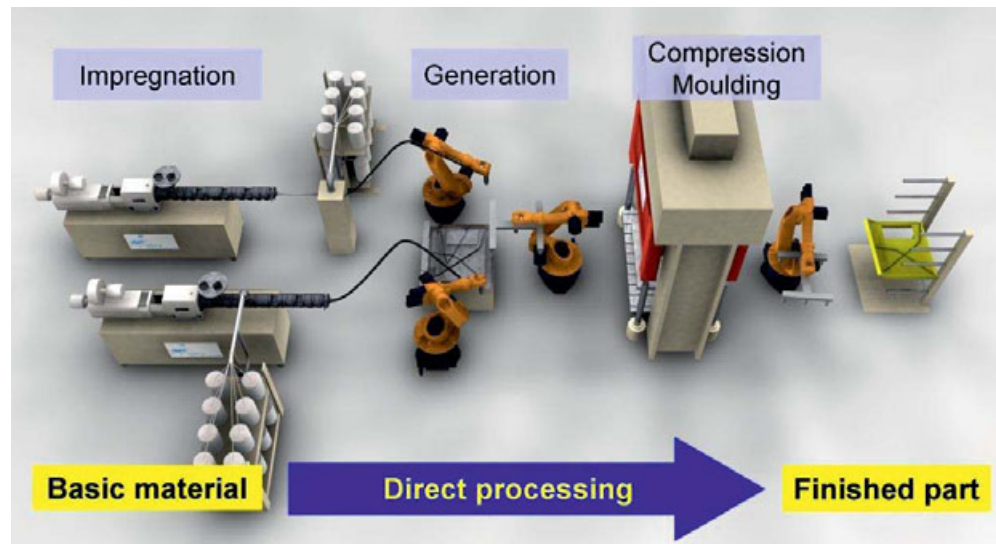 Impregnation
Generation
Compression
Moulding
Basic material
Direct processing
Finished part